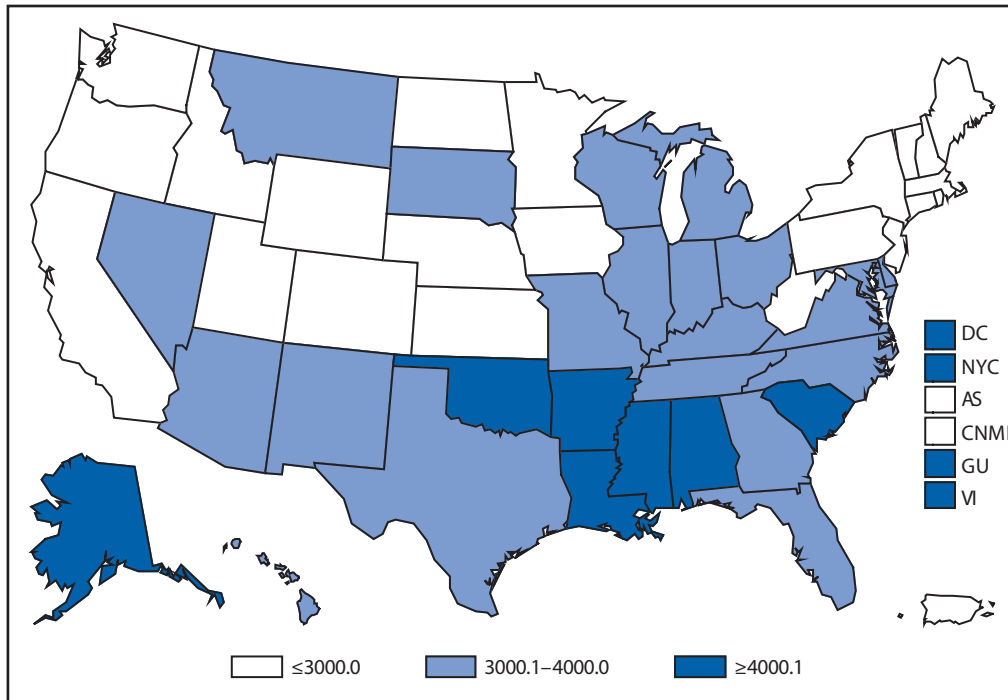 DC
NYC
AS
CNMI
GU
VI
≤3000.0
3000.1–4000.0
≥4000.1